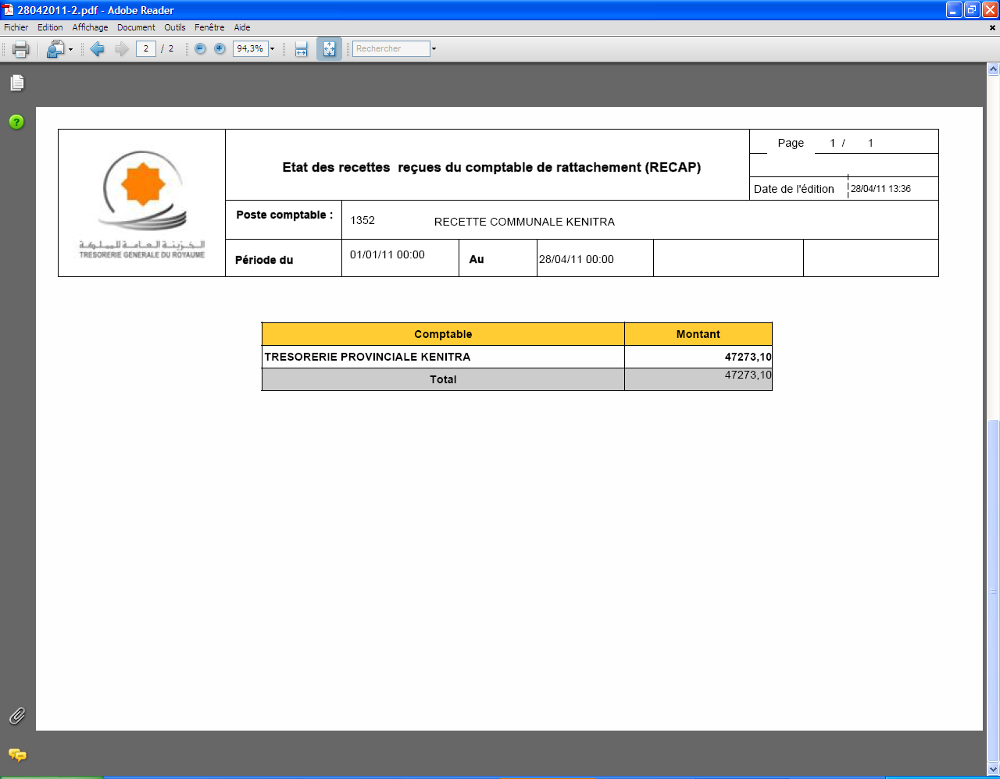 28042011-2.pdf - Adobe Reader
Fichier Edition Affichage Document Outils Fenêtre Aide
2 / 2 94,3% Rechercher
Page 1 / 1
Etat des recettes reçues du comptable de rattachement (RECAP)
Date de l'édition 28/04/11 13:36
الخزينة العامة للمملكة
TRESORERIE GENERALE DU ROYAUME
Poste comptable : 1352 RECETTE COMMUNALE KENITRA
Période du 01/01/11 00:00 Au 28/04/11 00:00
Comptable Montant
TRESORERIE PROVINCIALE KENITRA 47273,10
Total 47273,10